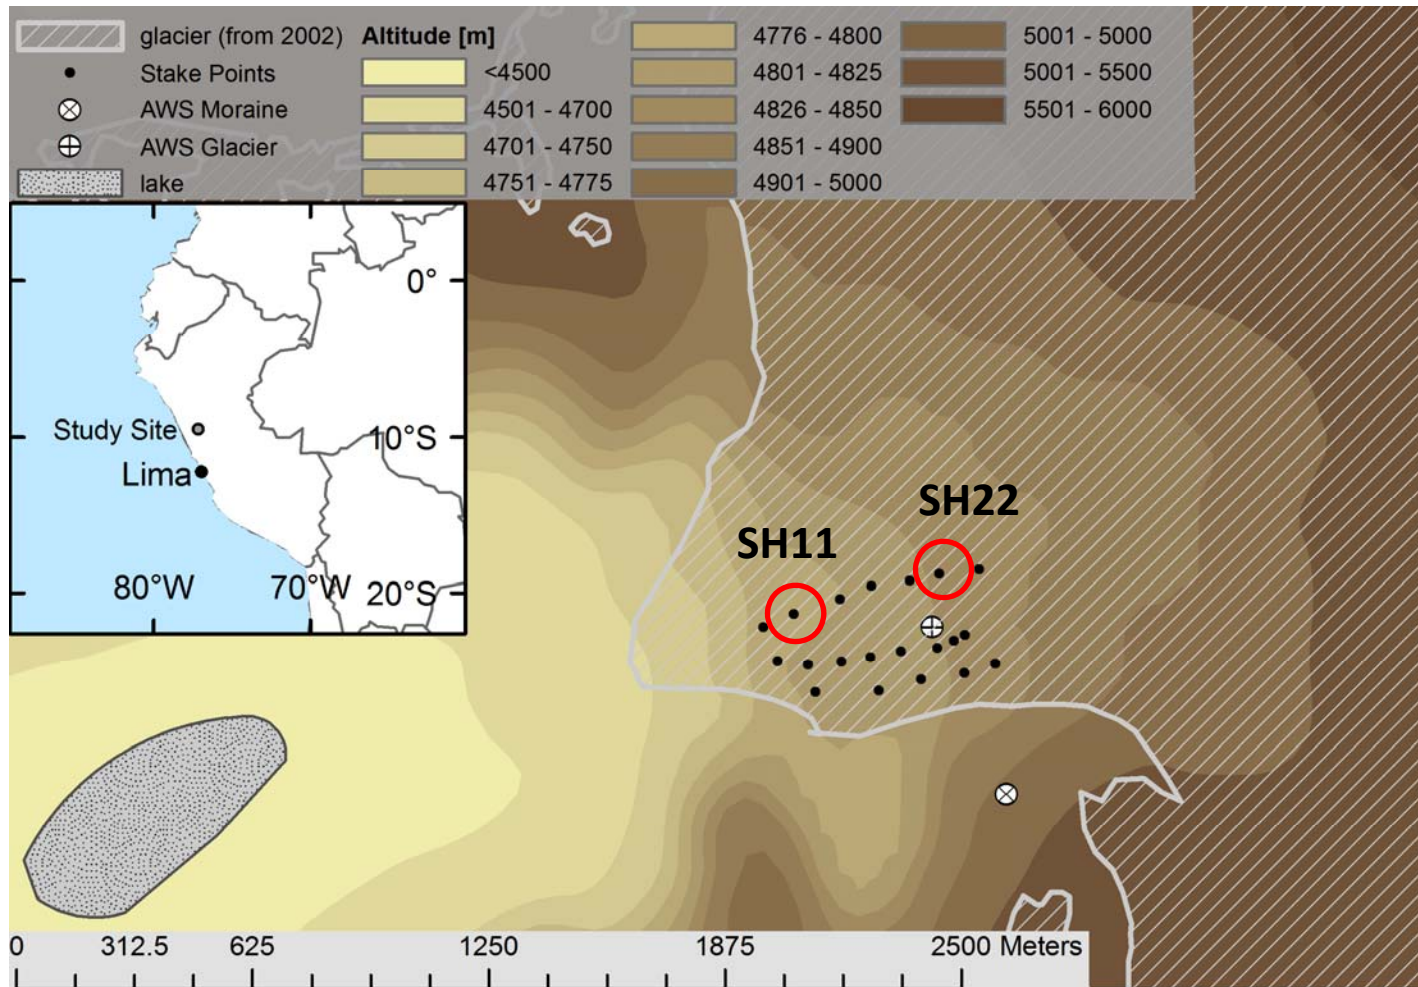 glacier (from 2002)
Stake Points
AWS Moraine
AWS Glacier
lake
Altitude [m]
<4500
4501 - 4700
4701 - 4750
4751 - 4775
4776 - 4800
4801 - 4825
4826 - 4850
4851 - 4900
4901 - 5000
5001 - 5000
5001 - 5500
5501 - 6000
0°
Study Site
10°S
Lima
80°W 70°W 20°S
SH11
SH22
0 312.5 625 1250 1875 2500 Meters